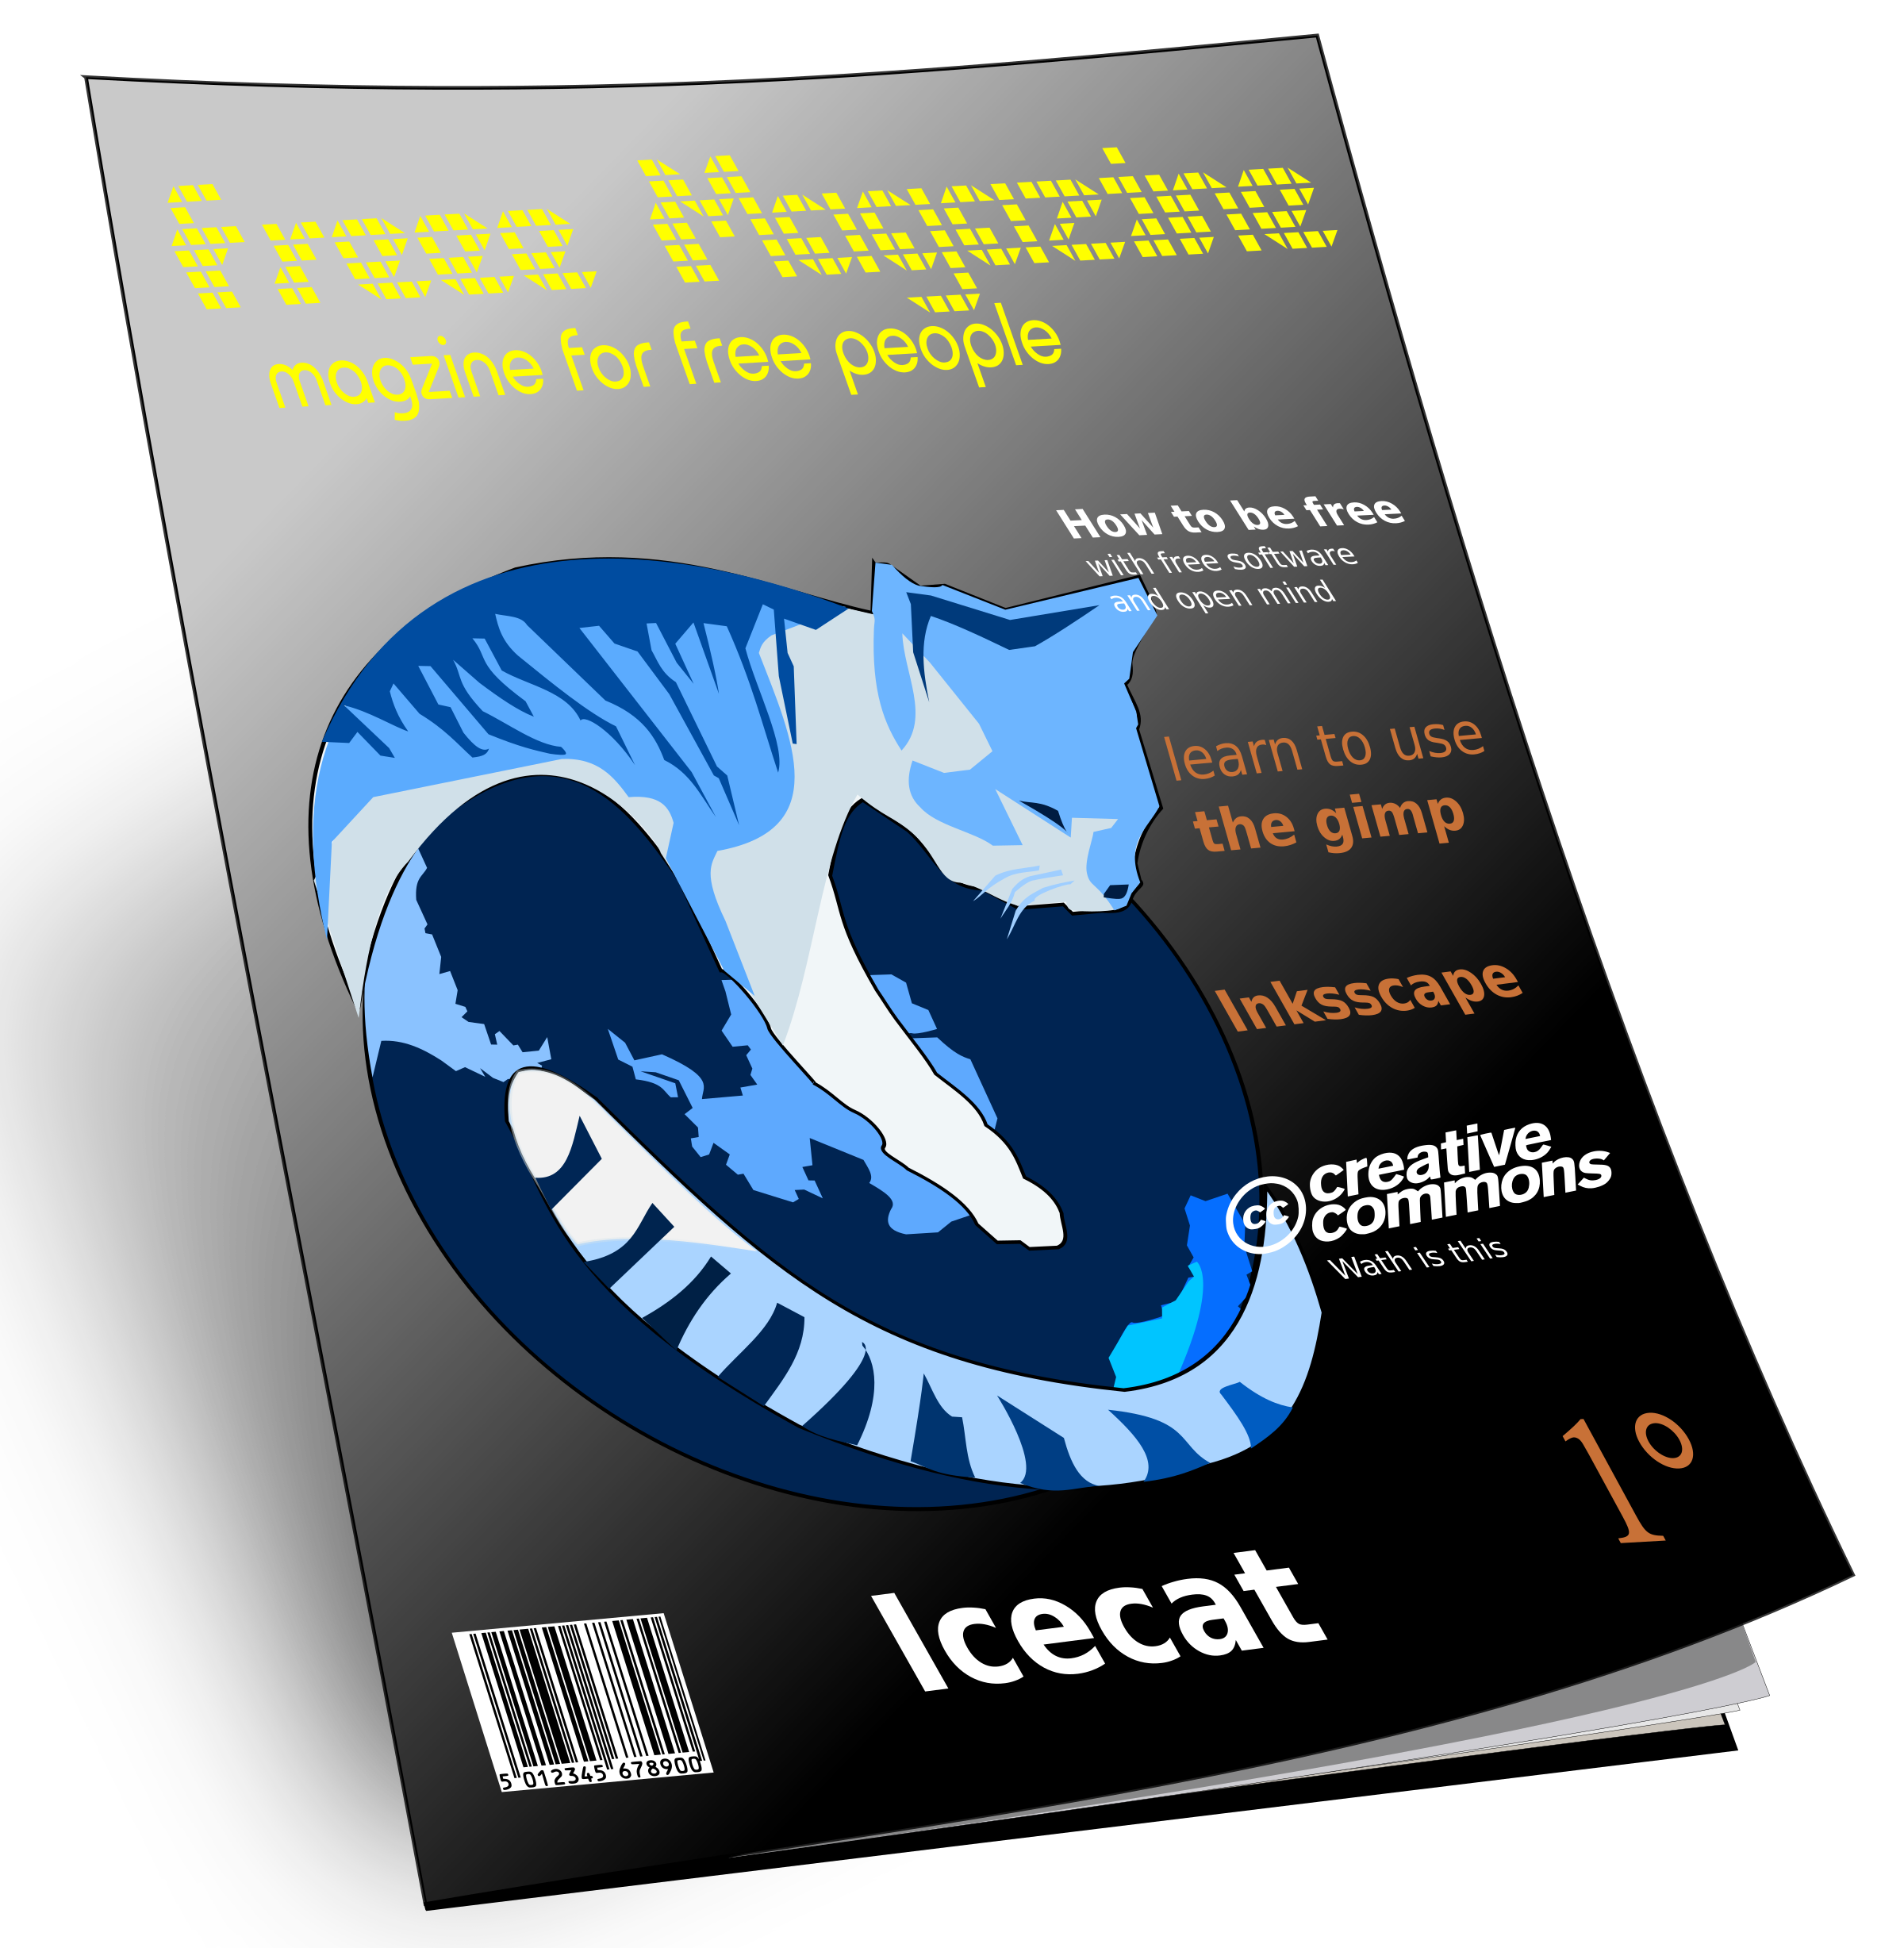 free Magazine
magzine for free people
How to be free
with free software
and open mind
learn to use
the gimp
Inksscape
cc creative
commons
Wath is this
1º
Icecat
5 012345 678900